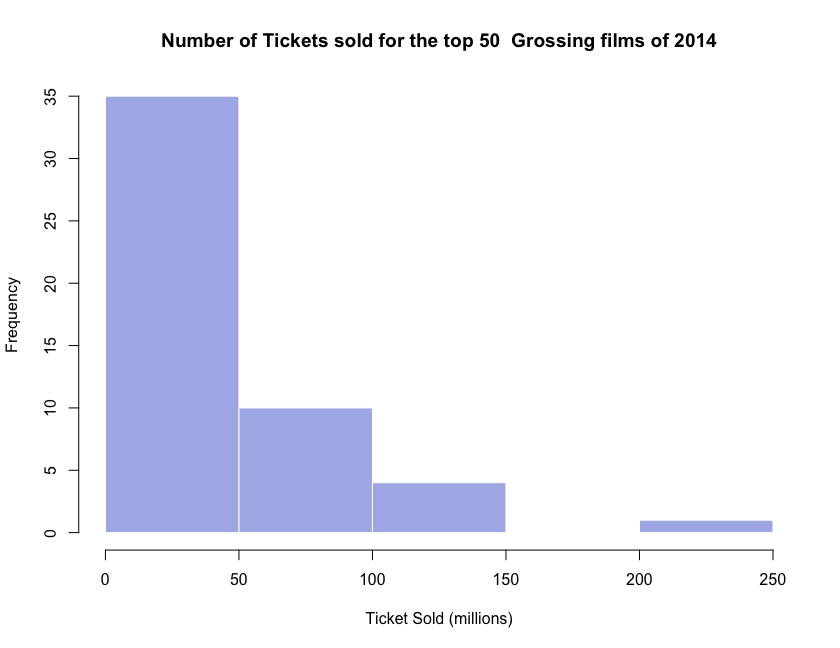 Number of Tickets sold for the top 50  Grossing films of 2014
35
30
25
20
15
10
5
0
Frequency
0 50 100 150 200 250
Ticket Sold (millions)